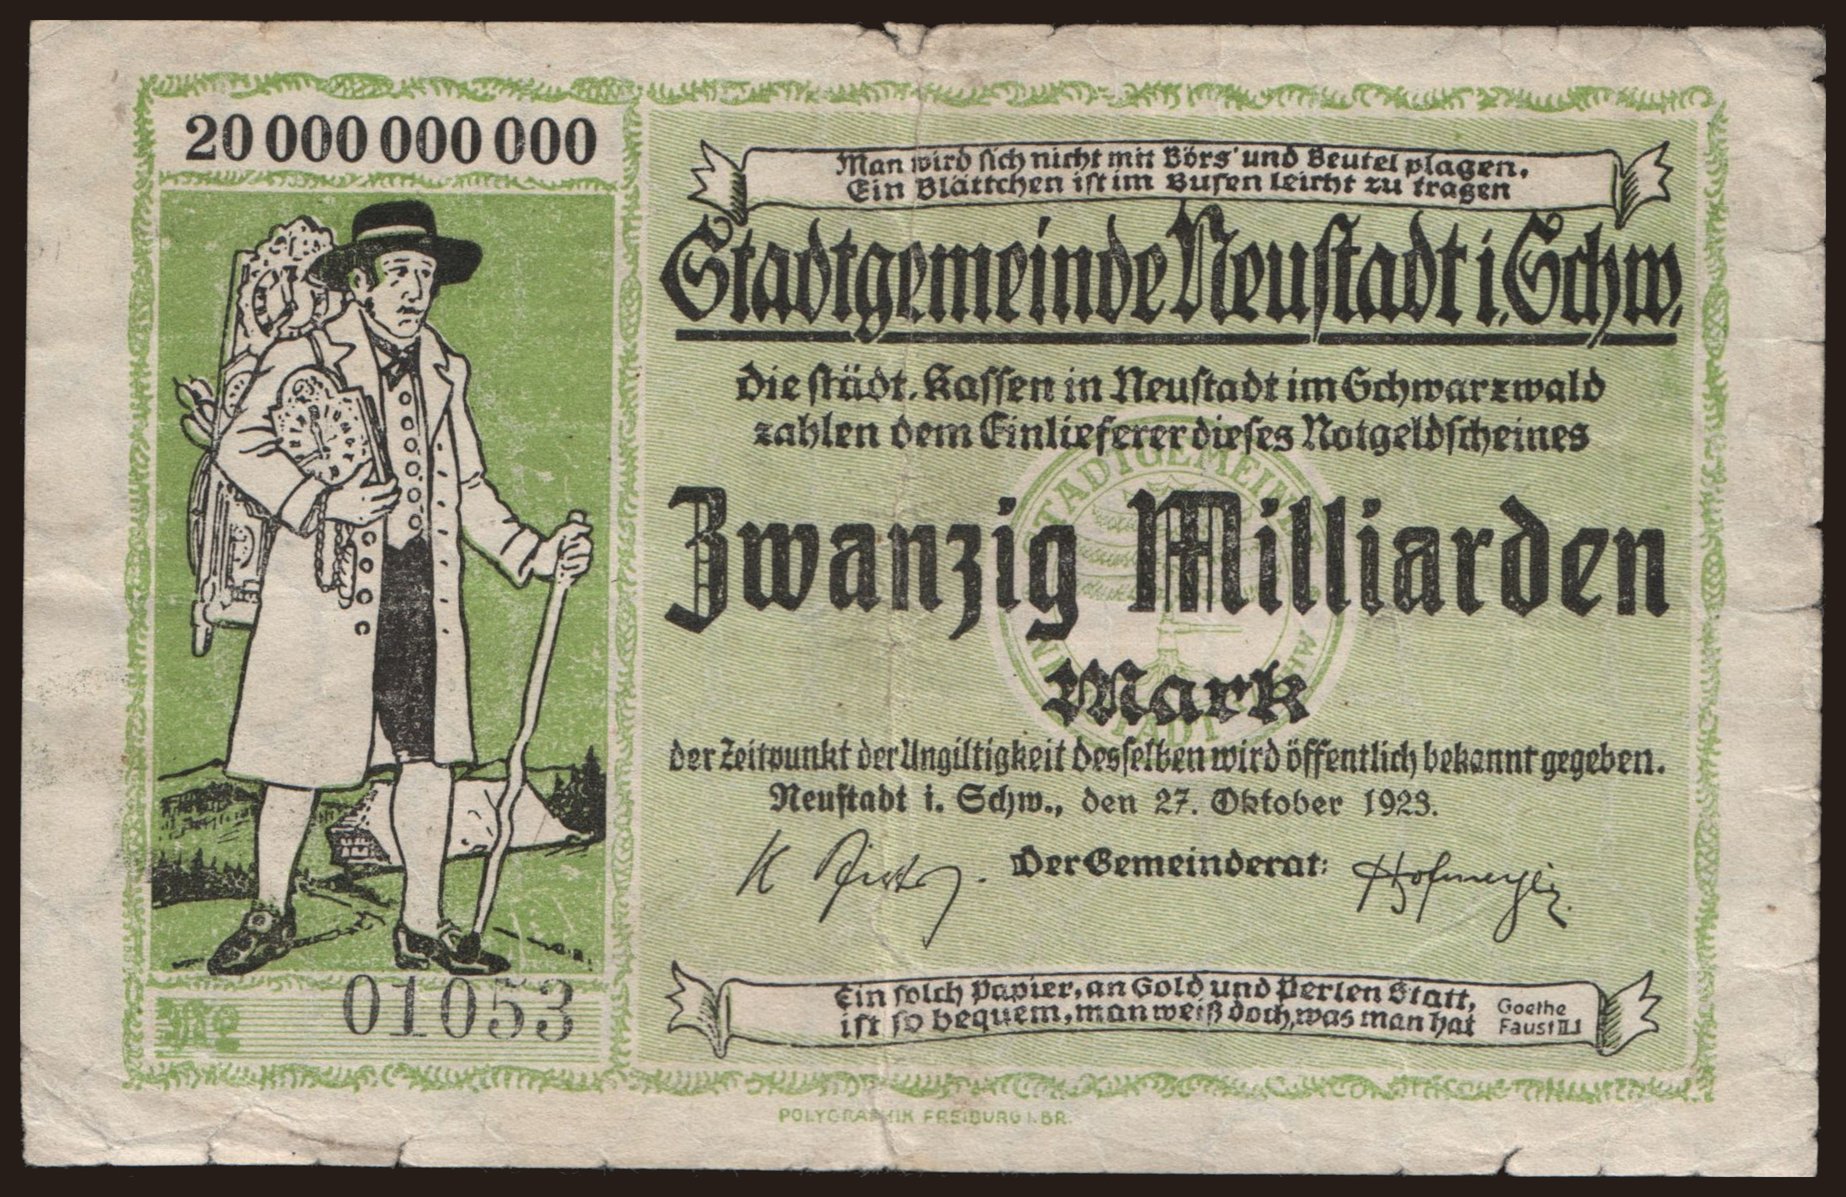 20 000 000 000
Man wird sich nicht mit Börs' und Beutel plagen,
Ein Blättchen ist im Busen leicht zu tragen
Stadtgemeinde Neustadt i. Schw.
die städt. Kassen in Neustadt im Schwarzwald
zahlen dem Einlieferer dieses Notgeldscheines
Zwanzig Milliarden
Mark
der Zeitpunkt der Ungiltigkeit desselben wird öffentlich bekannt gegeben.
Neustadt i. Schw., den 27. Oktober 1923.
Der Gemeinderat:
№ 01053
Ein solch Papier, an Gold und Perlen Statt,
ist so bequem, man weiß doch, was man hat
Goethe
Faust II.1
POLYGRAPHIK FREIBURG I. BR.